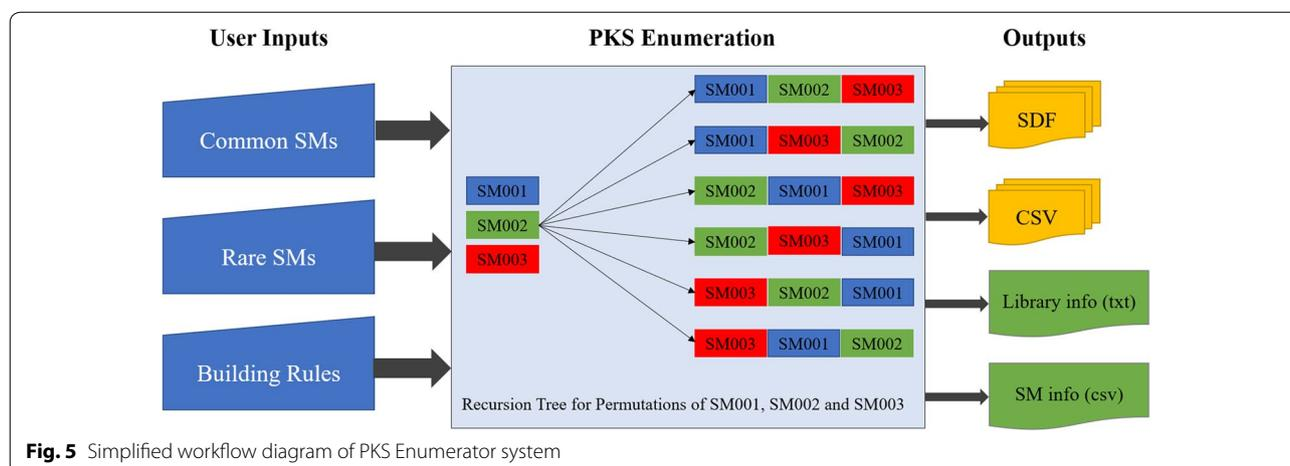 User Inputs
PKS Enumeration
Outputs
Common SMs
Rare SMs
Building Rules
SM001
SM002
SM003
SM001 SM002 SM003
SM001 SM003 SM002
SM002 SM001 SM003
SM002 SM003 SM001
SM003 SM002 SM001
SM003 SM001 SM002
Recursion Tree for Permutations of SM001, SM002 and SM003
SDF
CSV
Library info (txt)
SM info (csv)
Fig. 5 Simplified workflow diagram of PKS Enumerator system